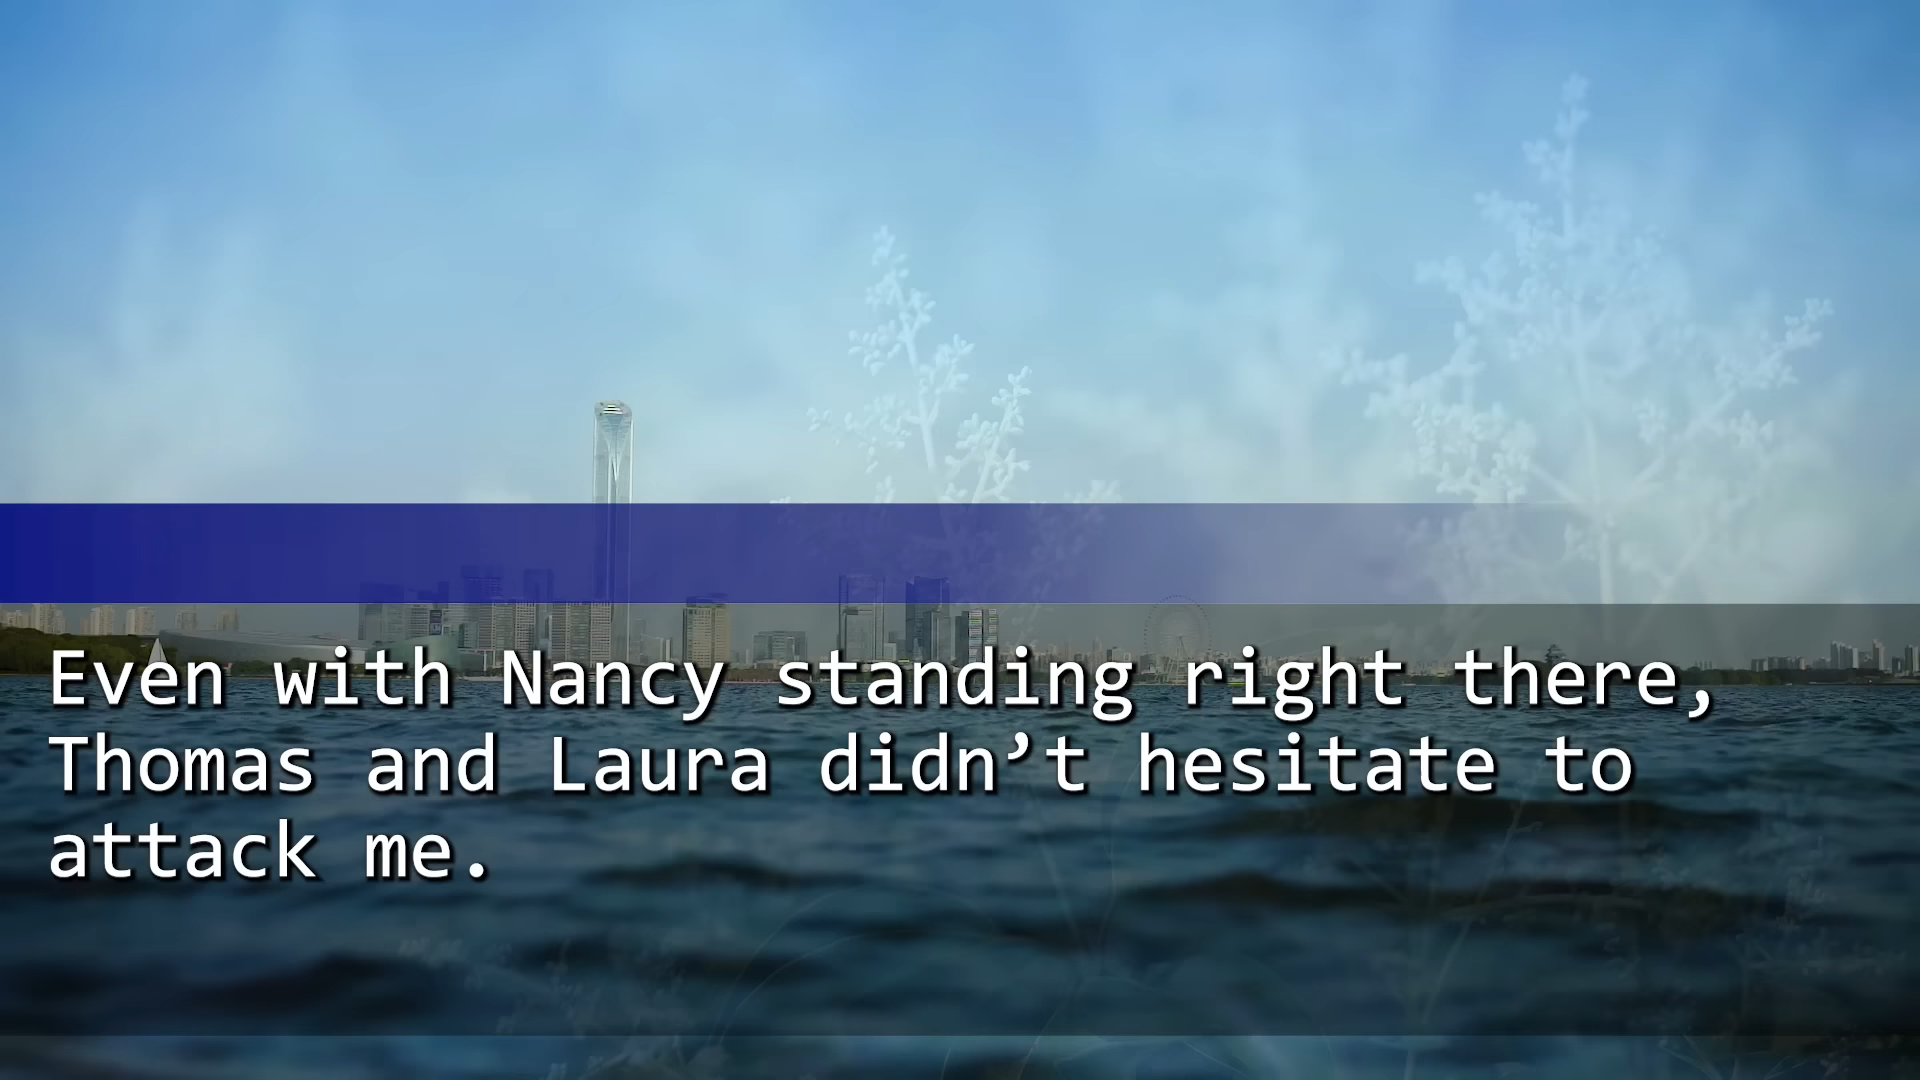 Even with Nancy standing right there,
Thomas and Laura didn’t hesitate to
attack me.